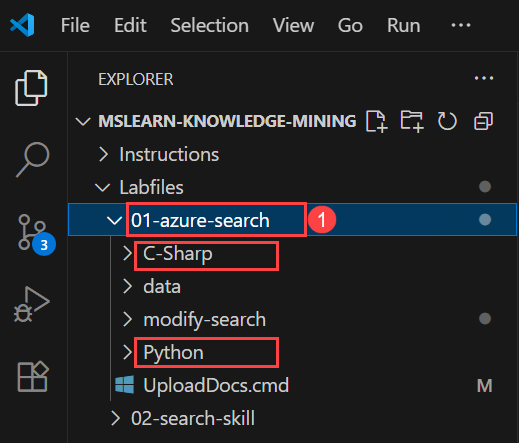 File Edit Selection View Go Run ...
EXPLORER ...
MSLEARN-KNOWLEDGE-MINING
Instructions
Labfiles
01-azure-search 1
3
C-Sharp
data
modify-search
Python
UploadDocs.cmd M
02-search-skill